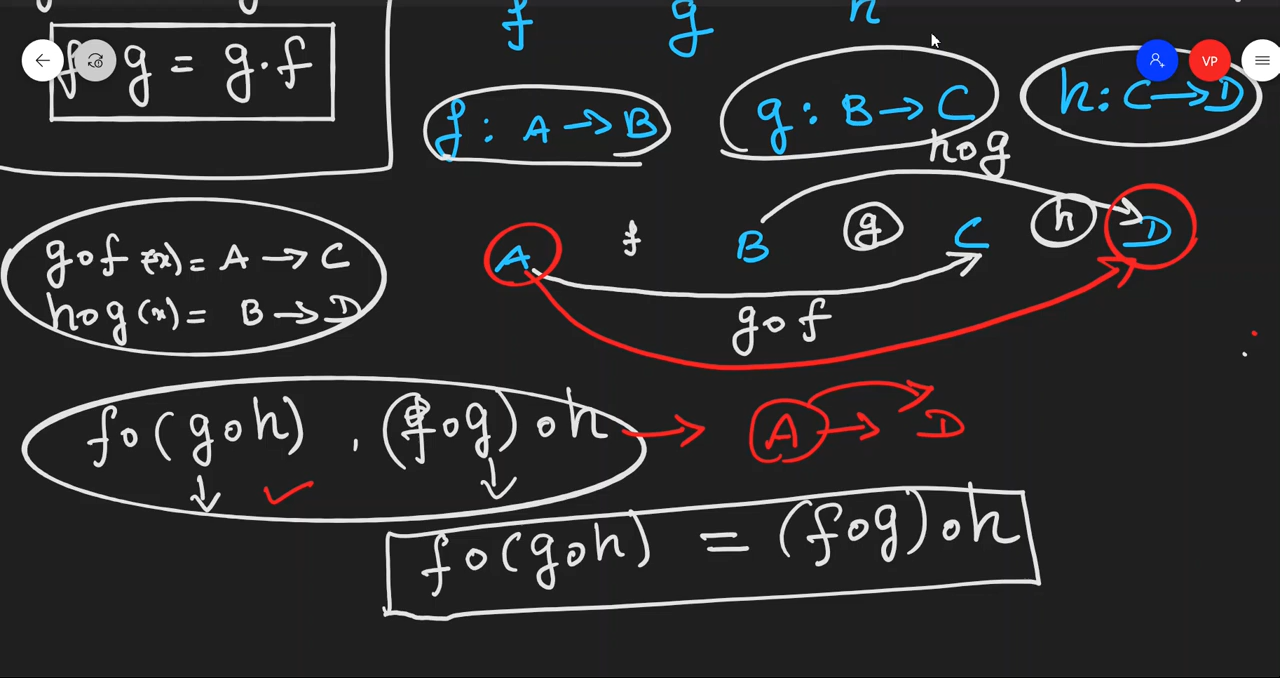 f g h
f∘g = g·f
f : A → B g : B → C h : C → D
h∘g
g∘f (x) = A → C
h∘g (x) = B → D
A f B g C h D
g∘f
f∘(g∘h) , (f∘g)∘h → A → D
f∘(g∘h) = (f∘g)∘h
VP